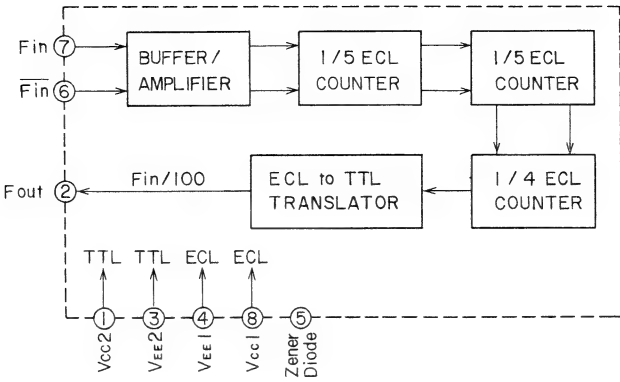 Fin 7
BUFFER/
AMPLIFIER
1/5 ECL
COUNTER
1/5 ECL
COUNTER
Fin 6
Fout 2
Fin/100
ECL to TTL
TRANSLATOR
1/4 ECL
COUNTER
TTL TTL ECL ECL
1 3 4 8 5
VCC2
VEE2
VEE1
VCC1
Zener
Diode